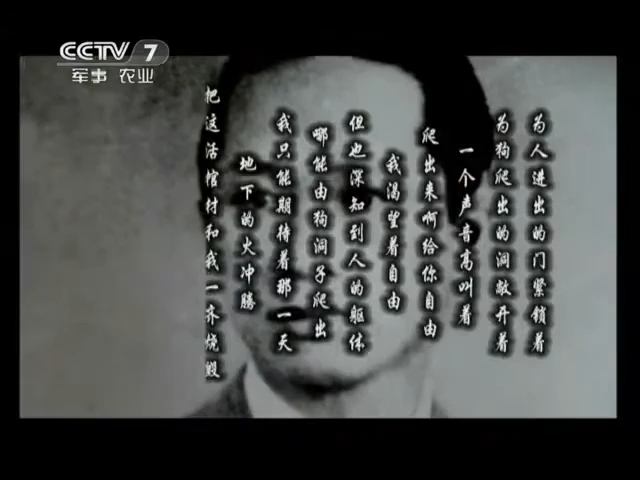 CCTV 7
军事 农业
为人进出的门紧锁着
为狗爬出的洞敞开着
一个声音高叫着
爬出来啊给你自由
我渴望着自由
但也深知到人的躯体
哪能由狗洞子爬出
我只能期待着那一天
地下的火冲腾
把这活棺材和我一齐烧毁